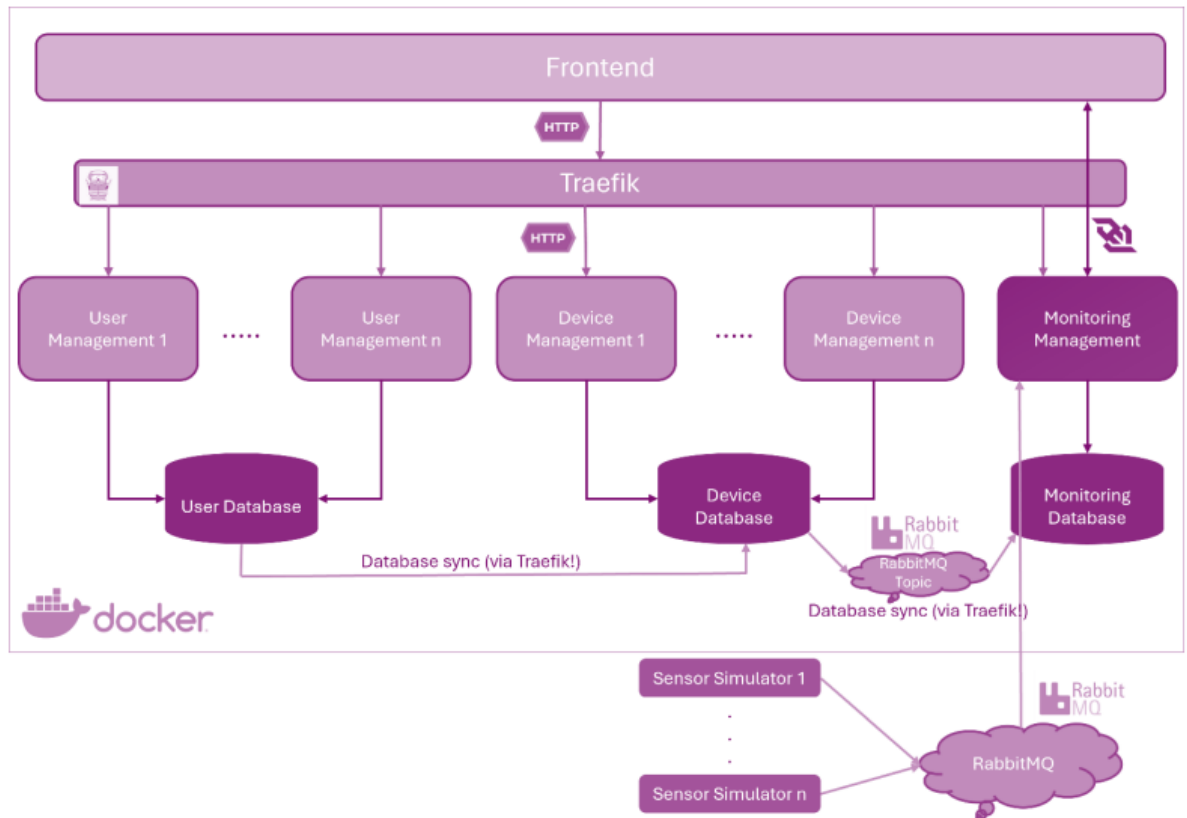 Frontend
HTTP
Traefik
HTTP
User
Management 1
.....
User
Management n
Device
Management 1
.....
Device
Management n
Monitoring
Management
User Database
Device
Database
Monitoring
Database
Rabbit
MQ
RabbitMQ
Topic
Database sync (via Traefik!)
Database sync (via Traefik!)
docker
Sensor Simulator 1
.
.
.
Sensor Simulator n
Rabbit
MQ
RabbitMQ